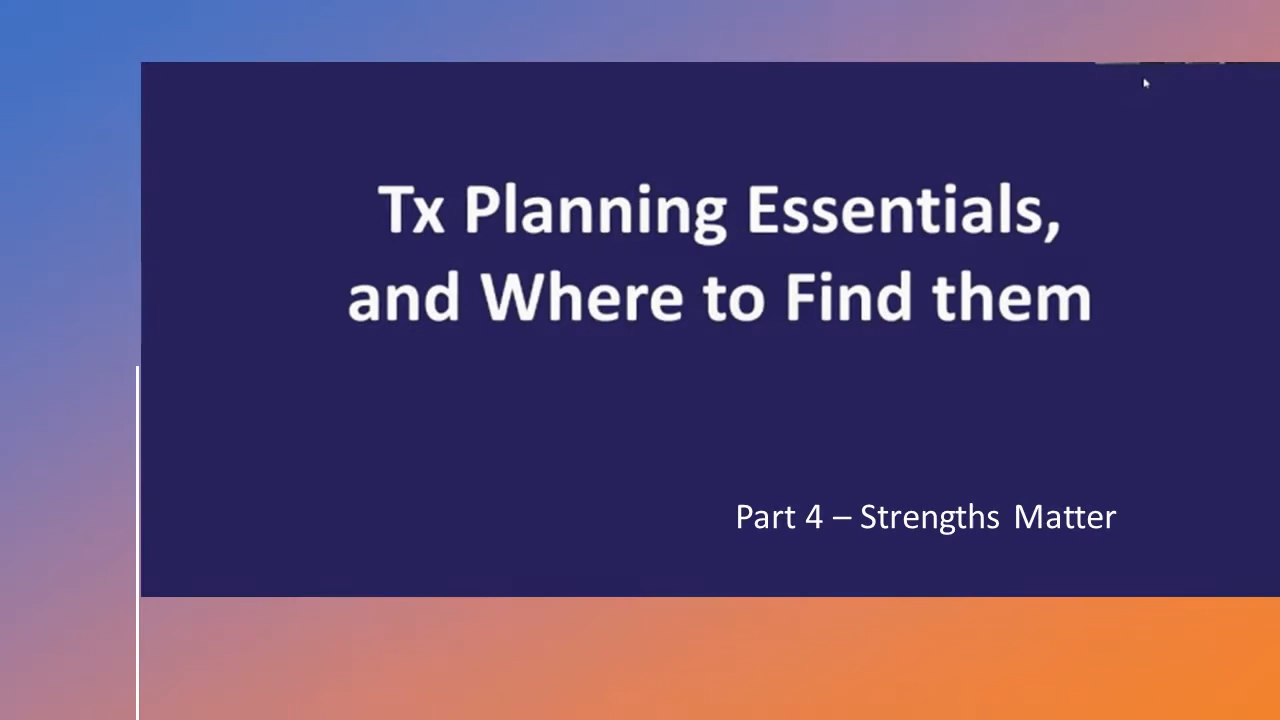 Tx Planning Essentials,
and Where to Find them
Part 4 – Strengths Matter